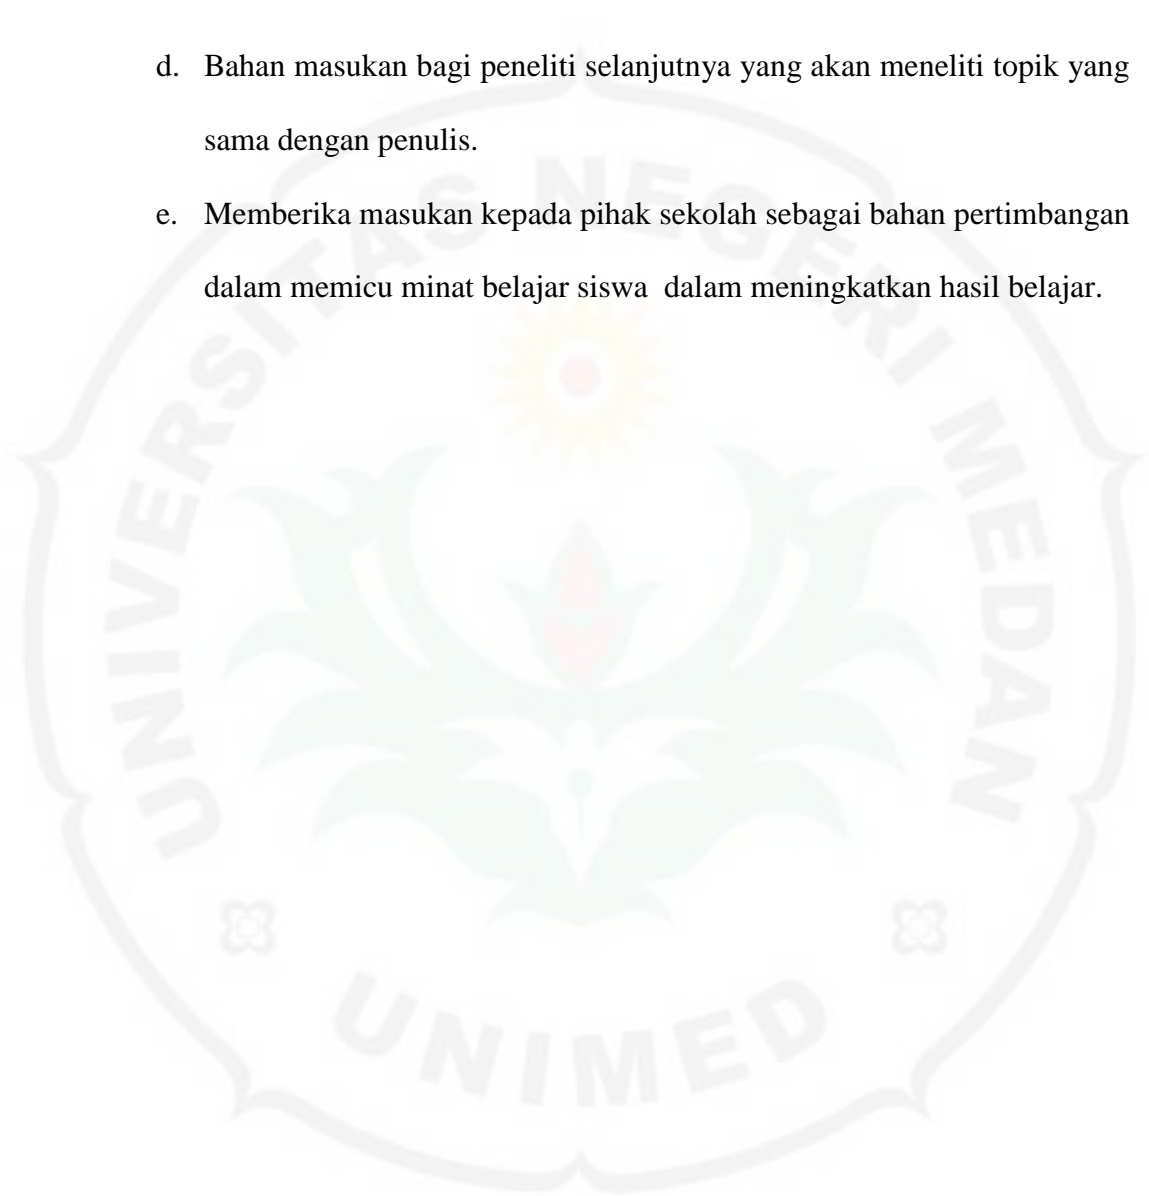 d. Bahan masukan bagi peneliti selanjutnya yang akan meneliti topik yang
sama dengan penulis.
e. Memberika masukan kepada pihak sekolah sebagai bahan pertimbangan
dalam memicu minat belajar siswa  dalam meningkatkan hasil belajar.
UNIVERSITAS NEGERI MEDAN
UNIMED